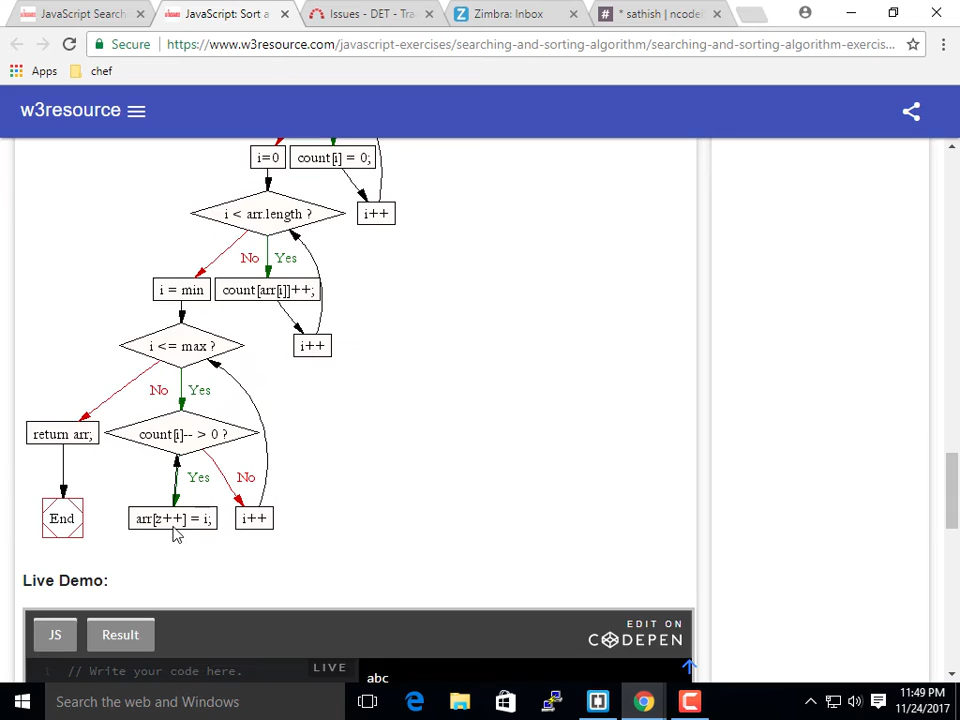 JavaScript Search
JavaScript: Sort a
Issues - DET - Tra
Zimbra: Inbox
* sathish | ncodei
Secure
https://www.w3resource.com/javascript-exercises/searching-and-sorting-algorithm/searching-and-sorting-algorithm-exercis...
Apps
chef
w3resource
i=0
count[i] = 0;
i < arr.length ?
i++
No
Yes
i = min
count[arr[i]]++;
i <= max ?
i++
No
Yes
return arr;
count[i]-- > 0 ?
Yes
No
End
arr[z++] = i;
i++
Live Demo:
JS
Result
EDIT ON
CODEPEN
1
// Write your code here.
LIVE
abc
Search the web and Windows
11:49 PM
11/24/2017